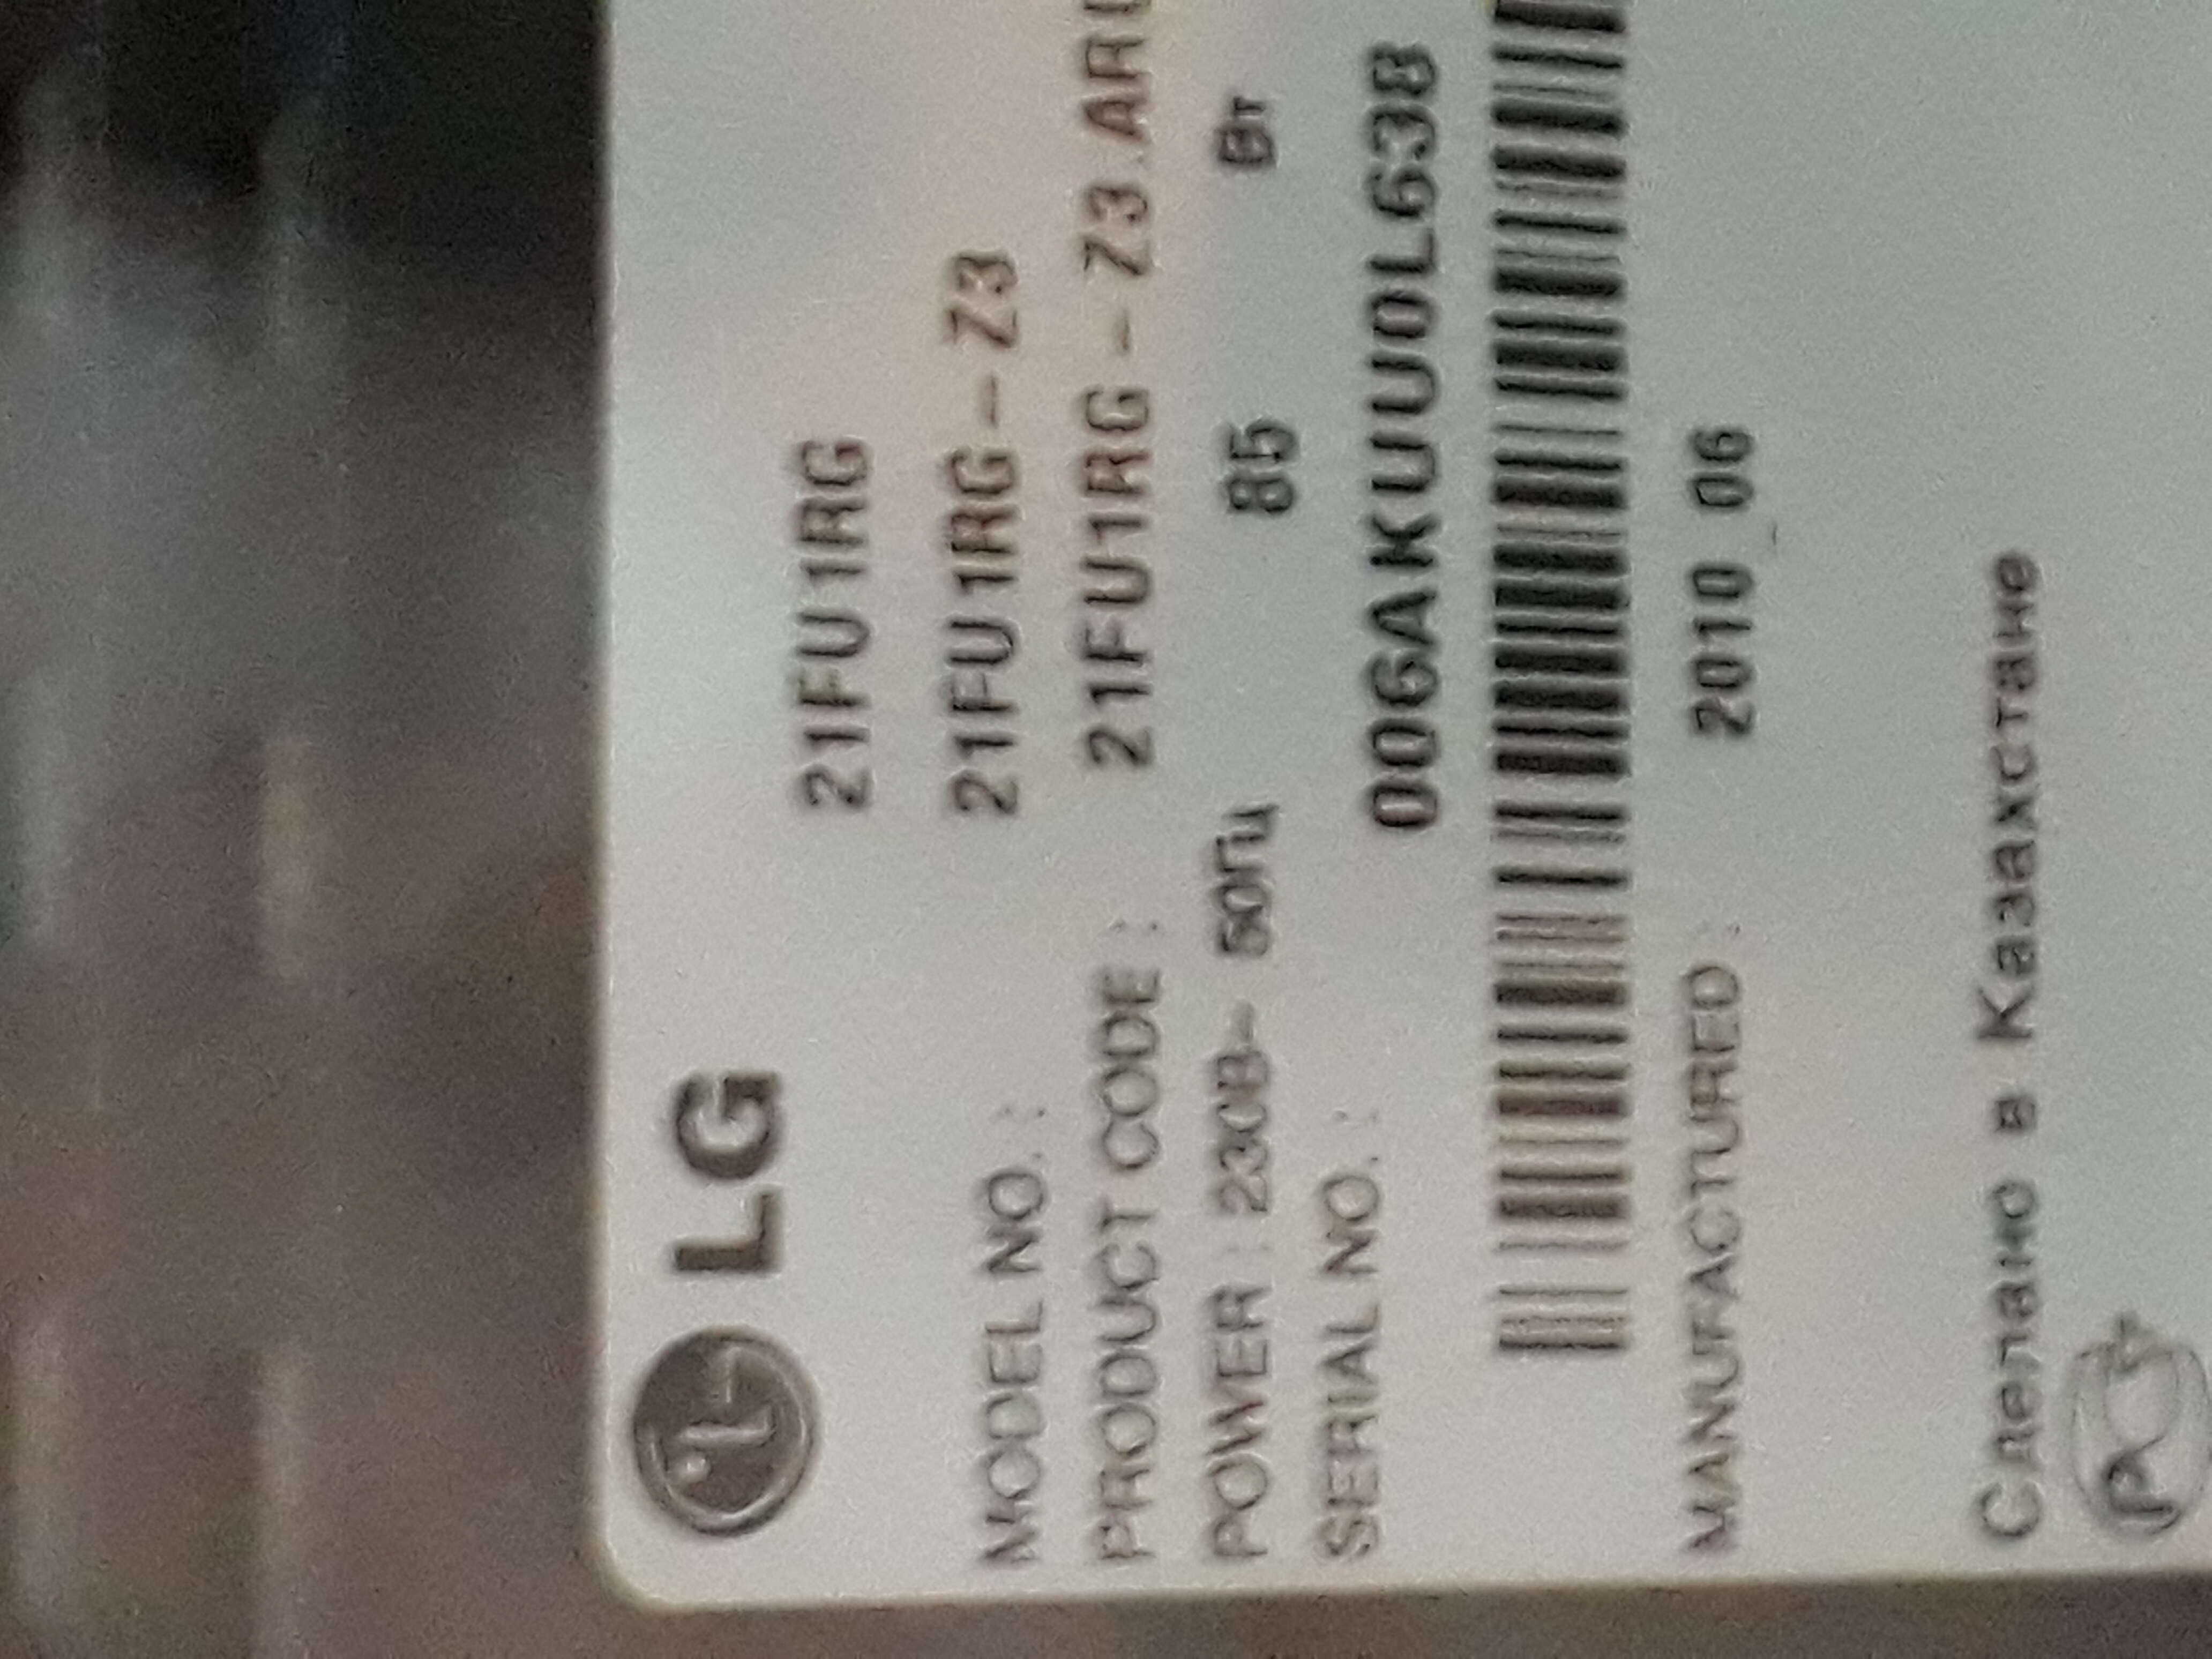 LG
21FU1RG
MODEL NO. : 21FU1RG-Z3
PRODUCT CODE : 21FU1RG-Z3.ARU
POWER : 230В~ 50Гц 85 Вт
SERIAL NO. : 006AKUU0L638
MANUFACTURED : 2010 06
Сделано в Казахстане
РСТ